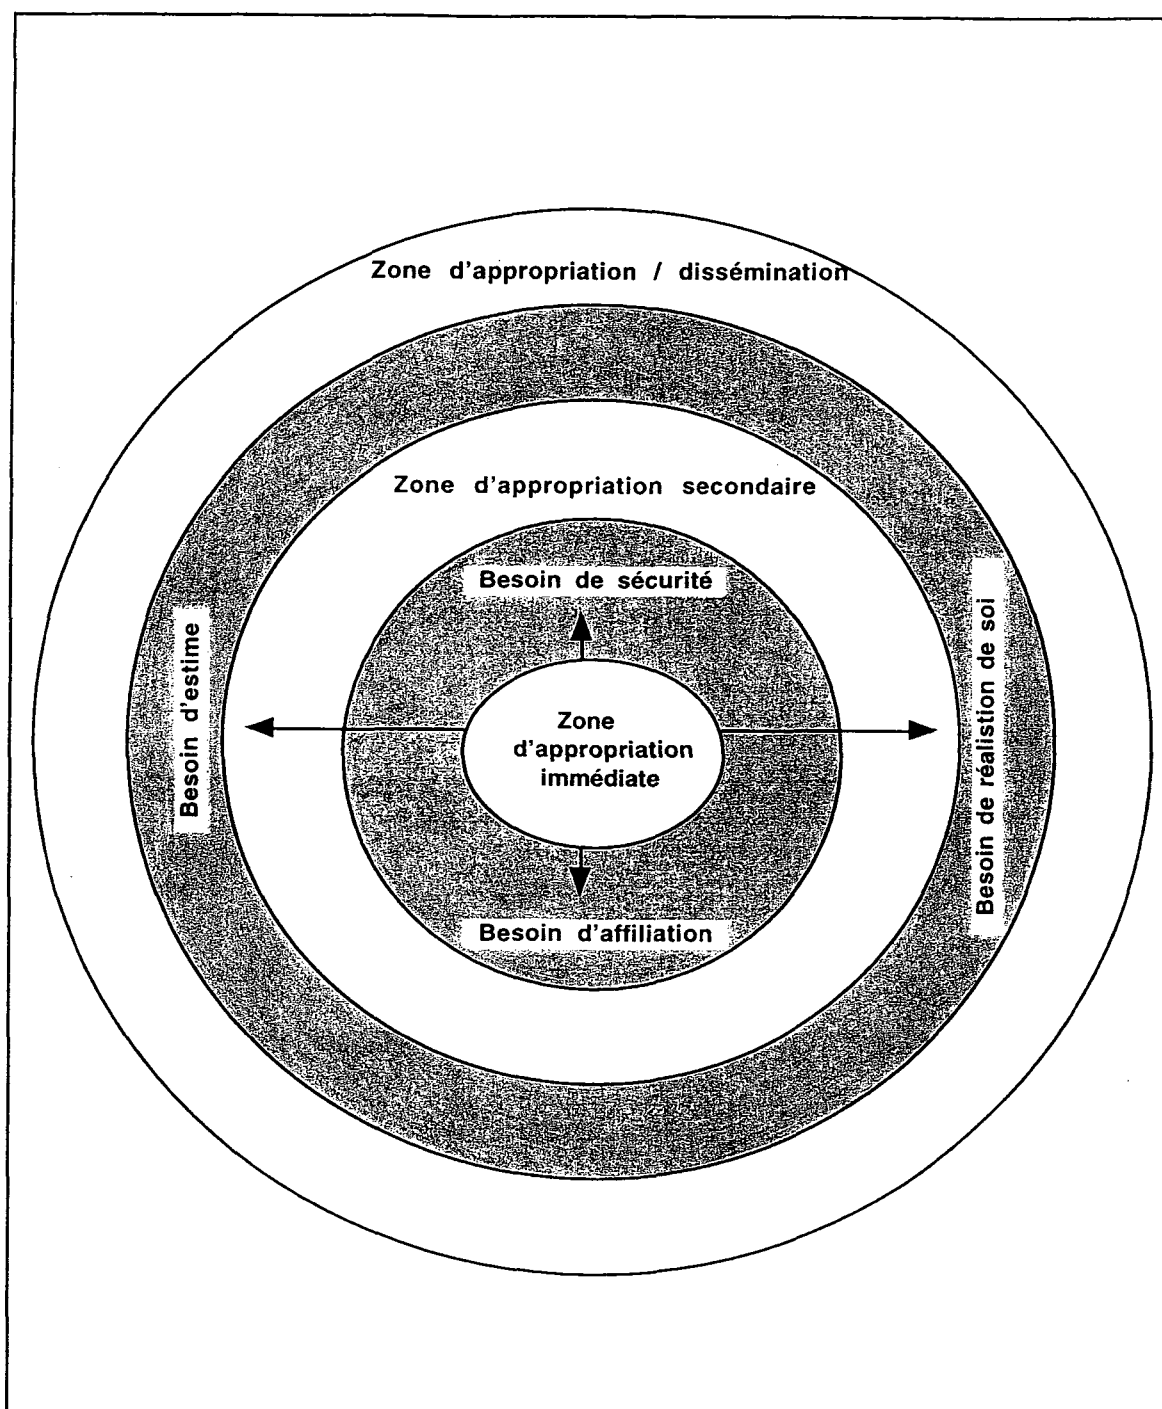 Zone d'appropriation / dissémination
Zone d'appropriation secondaire
Besoin de sécurité
Besoin d'estime
Zone
d'appropriation
immédiate
Besoin de réalistion de soi
Besoin d'affiliation